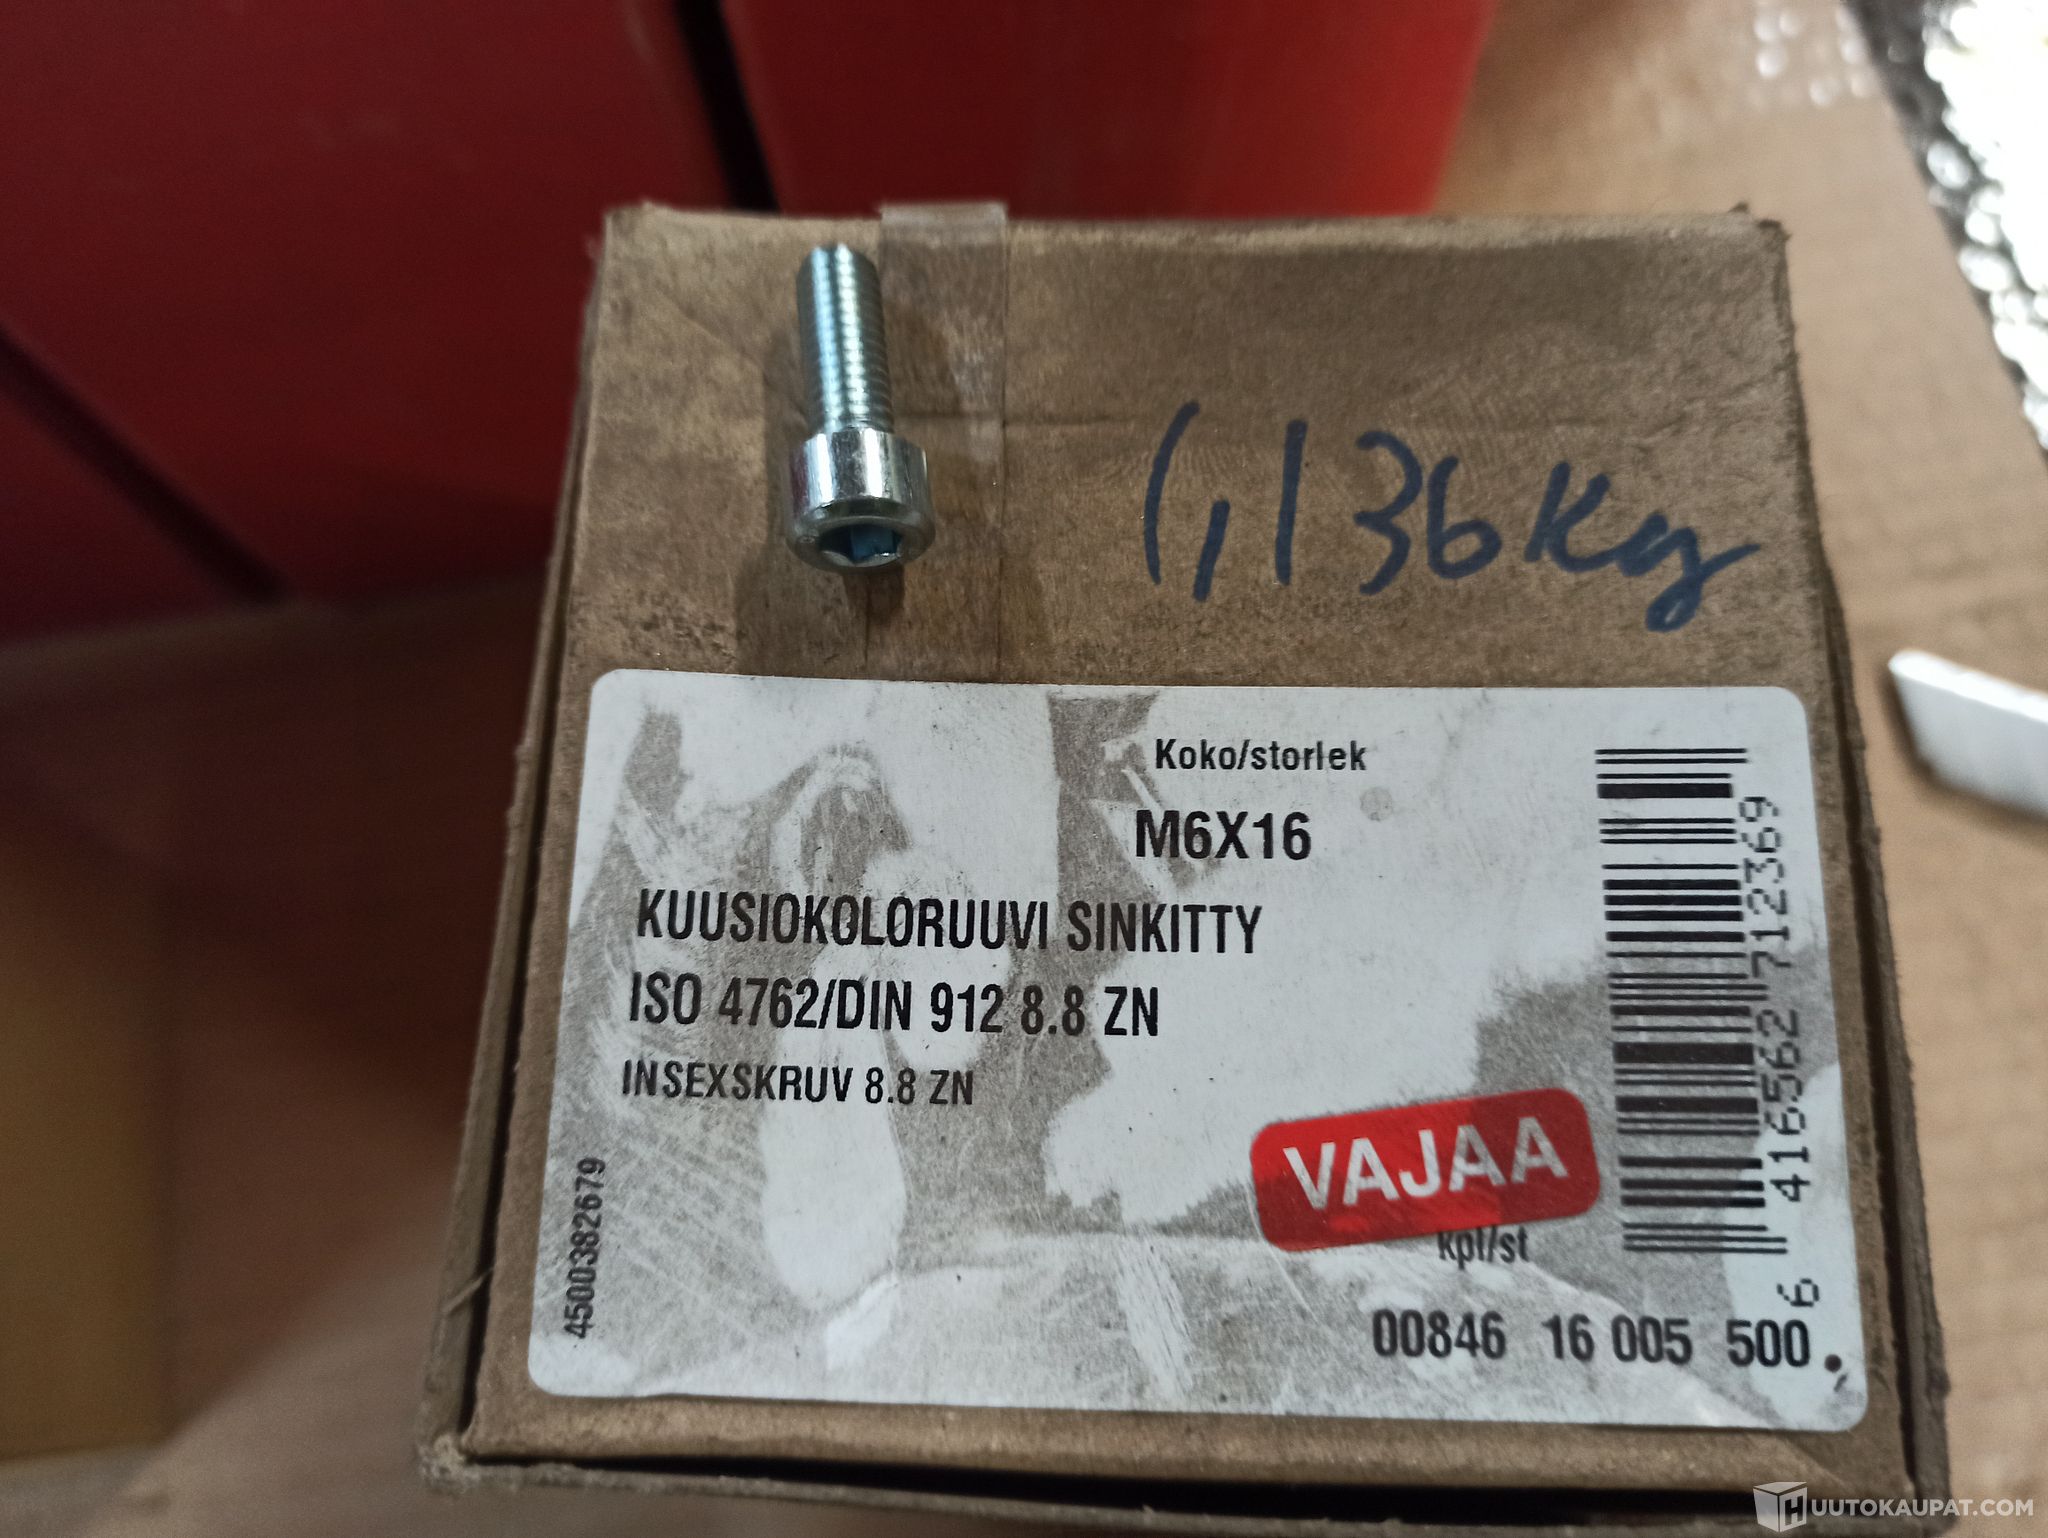 1,136kg
Koko/storlek
M6X16
KUUSIOKOLORUUVI SINKITTY
ISO 4762/DIN 912 8.8 ZN
INSEXSKRUV 8.8 ZN
VAJAA
kpl/st
00846 16 005 500
4500382679
6 416562 712369
HUUTOKAUPAT.COM